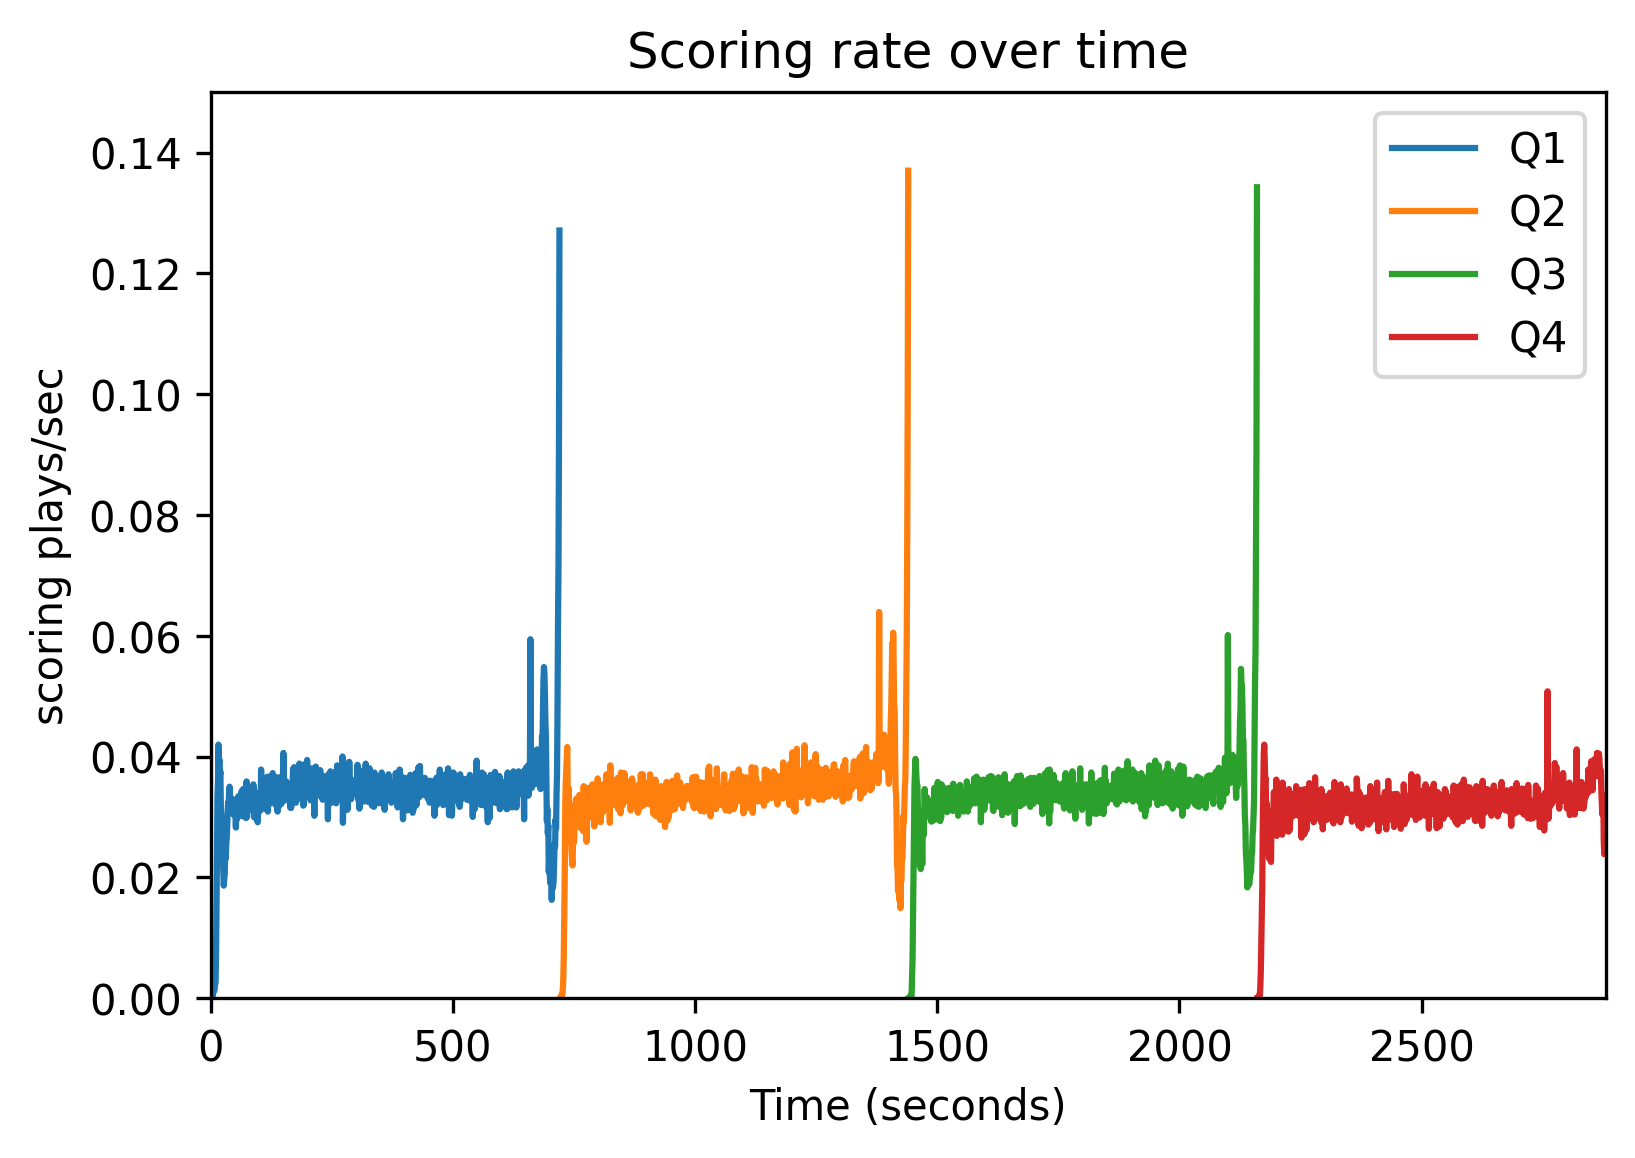 Scoring rate over time
scoring plays/sec
0.14
0.12
0.10
0.08
0.06
0.04
0.02
0.00
0 500 1000 1500 2000 2500
Time (seconds)
Q1
Q2
Q3
Q4